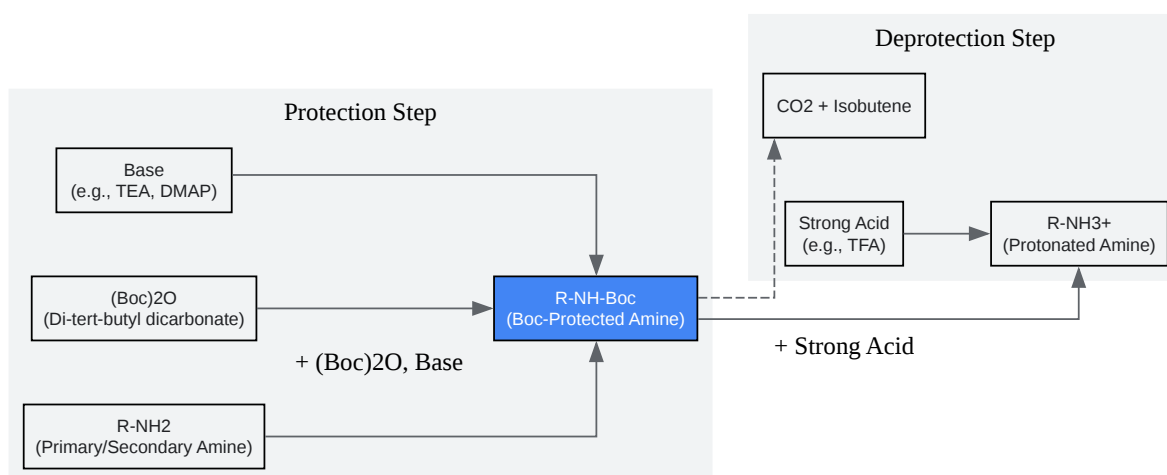 Deprotection Step
CO2 + Isobutene
Protection Step
Base
(e.g., TEA, DMAP)
Strong Acid
(e.g., TFA)
R-NH3+
(Protonated Amine)
(Boc)2O
(Di-tert-butyl dicarbonate)
R-NH-Boc
(Boc-Protected Amine)
+ (Boc)2O, Base
+ Strong Acid
R-NH2
(Primary/Secondary Amine)